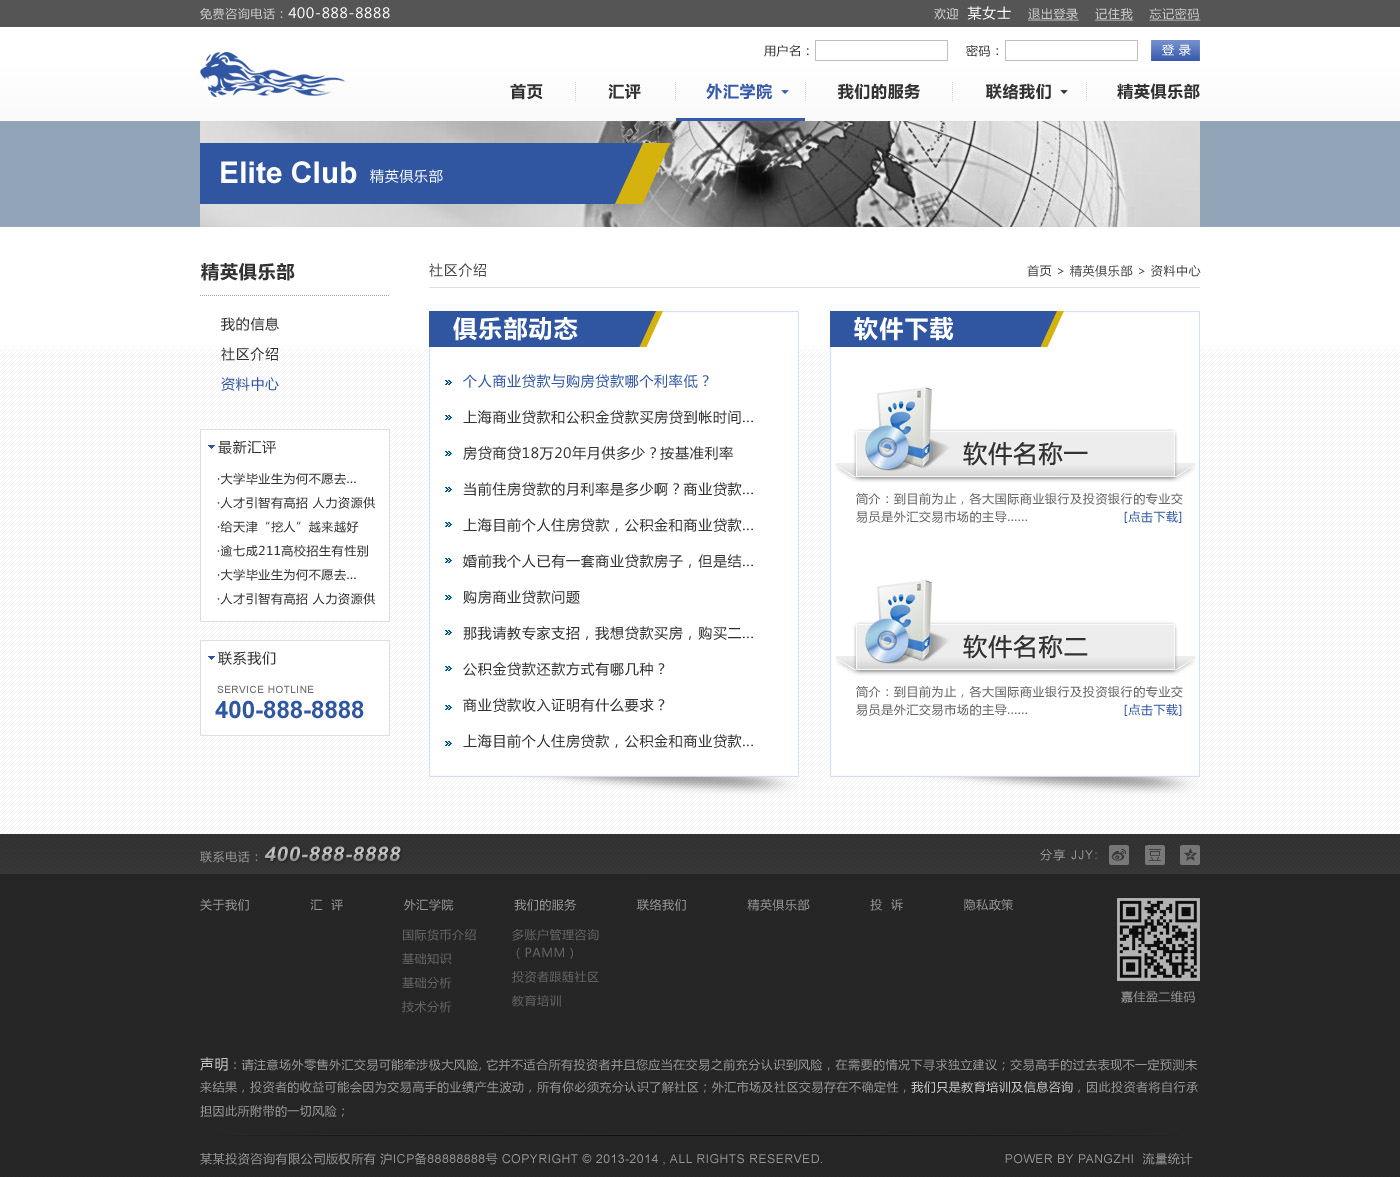 免费咨询电话：400-888-8888
欢迎 某女士 退出登录 记住我 忘记密码
用户名： 密码： 登 录
首页 汇评 外汇学院 我们的服务 联络我们 精英俱乐部
Elite Club 精英俱乐部
精英俱乐部
我的信息
社区介绍
资料中心
最新汇评
·大学毕业生为何不愿去...
·人才引智有高招 人力资源供
·给天津“挖人”越来越好
·逾七成211高校招生有性别
·大学毕业生为何不愿去...
·人才引智有高招 人力资源供
联系我们
SERVICE HOTLINE
400-888-8888
社区介绍
首页 > 精英俱乐部 > 资料中心
俱乐部动态
个人商业贷款与购房贷款哪个利率低？
上海商业贷款和公积金贷款买房贷到帐时间...
房贷商贷18万20年月供多少？按基准利率
当前住房贷款的月利率是多少啊？商业贷款...
上海目前个人住房贷款，公积金和商业贷款...
婚前我个人已有一套商业贷款房子，但是结...
购房商业贷款问题
那我请教专家支招，我想贷款买房，购买二...
公积金贷款还款方式有哪几种？
商业贷款收入证明有什么要求？
上海目前个人住房贷款，公积金和商业贷款...
软件下载
软件名称一
简介：到目前为止，各大国际商业银行及投资银行的专业交
易员是外汇交易市场的主导...... [点击下载]
软件名称二
简介：到目前为止，各大国际商业银行及投资银行的专业交
易员是外汇交易市场的主导...... [点击下载]
联系电话：400-888-8888
分享 JJY:
豆
关于我们 汇 评 外汇学院 我们的服务 联络我们 精英俱乐部 投 诉 隐私政策
国际货币介绍
基础知识
基础分析
技术分析
多账户管理咨询
（PAMM）
投资者跟随社区
教育培训
嘉佳盈二维码
声明：请注意场外零售外汇交易可能牵涉极大风险, 它并不适合所有投资者并且您应当在交易之前充分认识到风险，在需要的情况下寻求独立建议；交易高手的过去表现不一定预测未
来结果，投资者的收益可能会因为交易高手的业绩产生波动，所有你必须充分认识了解社区；外汇市场及社区交易存在不确定性，我们只是教育培训及信息咨询，因此投资者将自行承
担因此所附带的一切风险；
某某投资咨询有限公司版权所有 沪ICP备88888888号 COPYRIGHT © 2013-2014 , ALL RIGHTS RESERVED.
POWER BY PANGZHI 流量统计